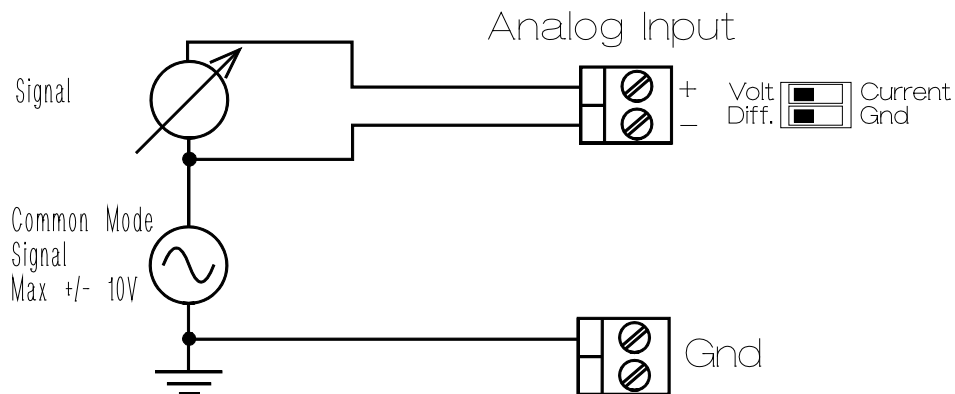 Analog Input
Signal
+
Volt Current
−
Diff. Gnd
Common Mode
Signal
Max +/- 10V
Gnd